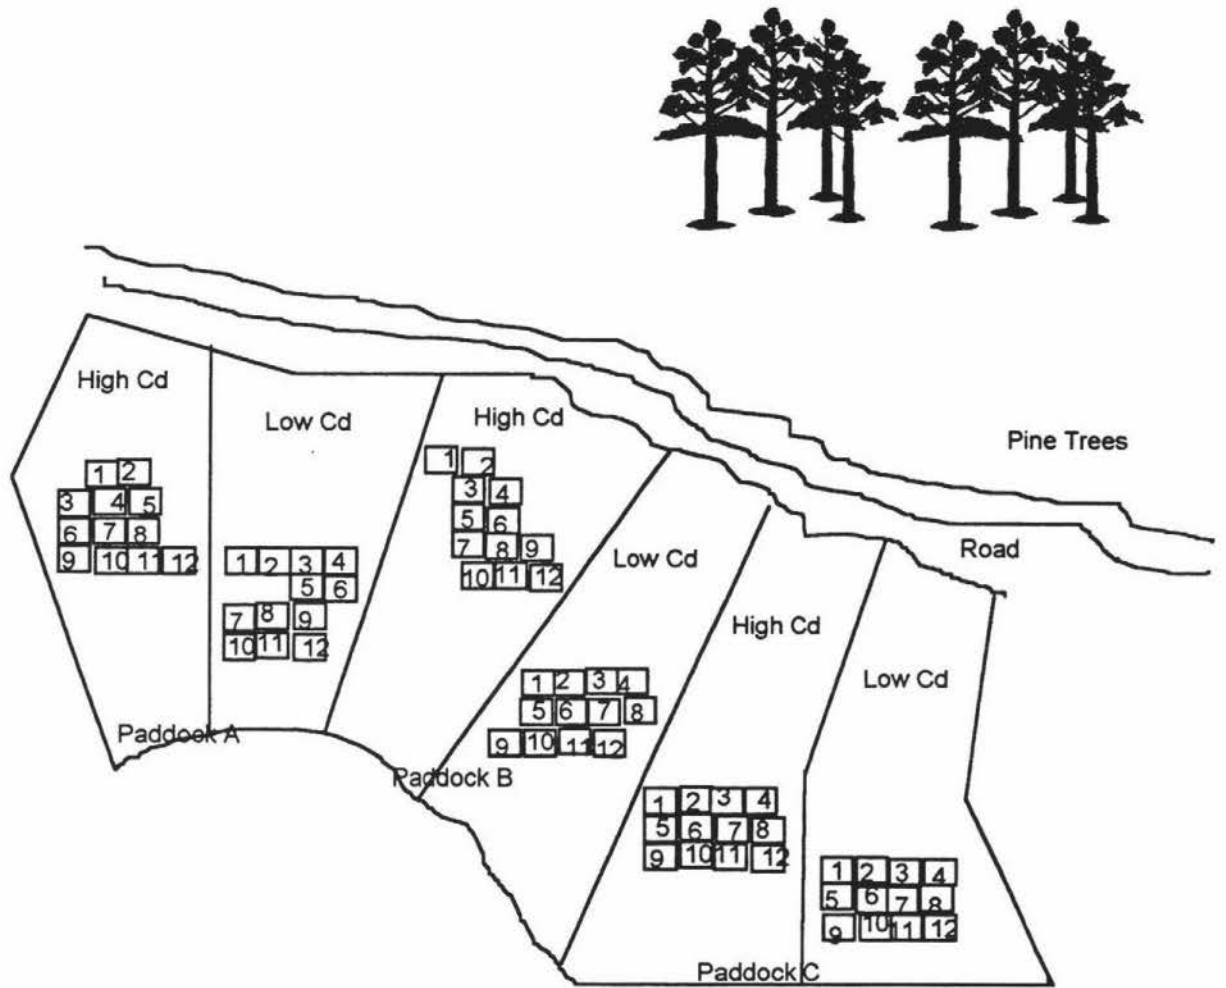 High Cd
1 2
3 4 5
6 7 8
9 10 11 12
Low Cd
1 2 3 4
5 6
7 8 9
10 11 12
Paddock A
High Cd
1 2
3 4
5 6
7 8 9
10 11 12
Low Cd
1 2 3 4
5 6 7 8
9 10 11 12
Paddock B
High Cd
1 2 3 4
5 6 7 8
9 10 11 12
Low Cd
1 2 3 4
5 6 7 8
9 10 11 12
Paddock C
Pine Trees
Road